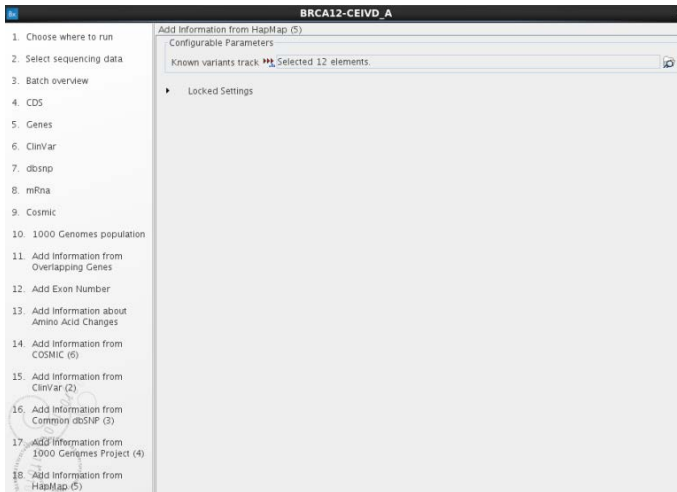 BRCA12-CEIVD_A
1. Choose where to run
2. Select sequencing data
3. Batch overview
4. CDS
5. Genes
6. ClinVar
7. dbsnp
8. mRna
9. Cosmic
10. 1000 Genomes population
11. Add Information from
Overlapping Genes
12. Add Exon Number
13. Add Information about
Amino Acid Changes
14. Add Information from
COSMIC (6)
15. Add Information from
ClinVar (2)
16. Add Information from
Common dbSNP (3)
17. Add Information from
1000 Genomes Project (4)
18. Add Information from
HapMap (5)
Add Information from HapMap (5)
Configurable Parameters
Known variants track Selected 12 elements.
Locked Settings